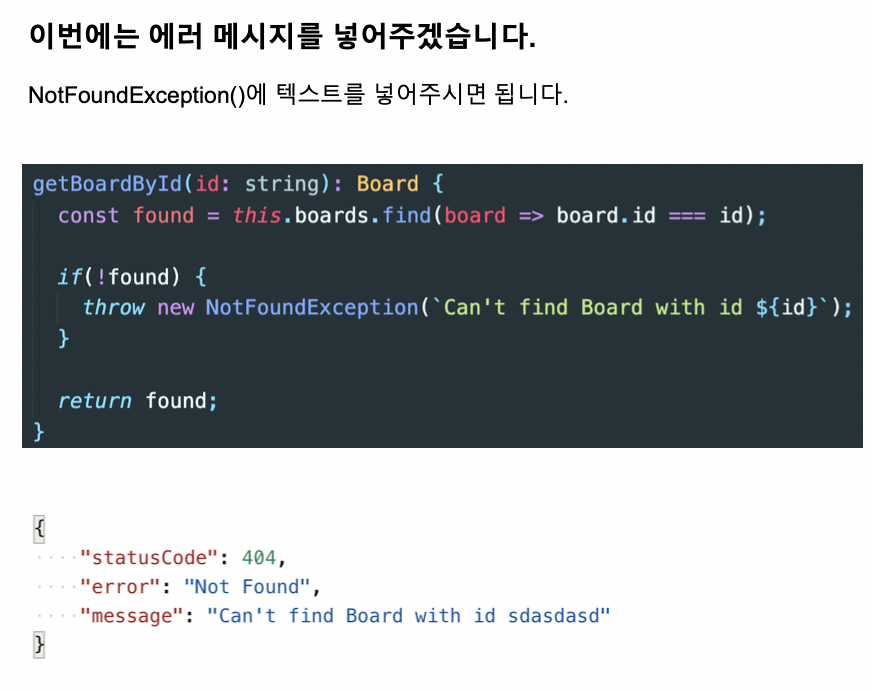 이번에는 에러 메시지를 넣어주겠습니다.
NotFoundException()에 텍스트를 넣어주시면 됩니다.
getBoardById(id: string): Board {
const found = this.boards.find(board => board.id === id);
if(!found) {
throw new NotFoundException(`Can't find Board with id ${id}`);
}
return found;
}
{
"statusCode": 404,
"error": "Not Found",
"message": "Can't find Board with id sdasdasd"
}